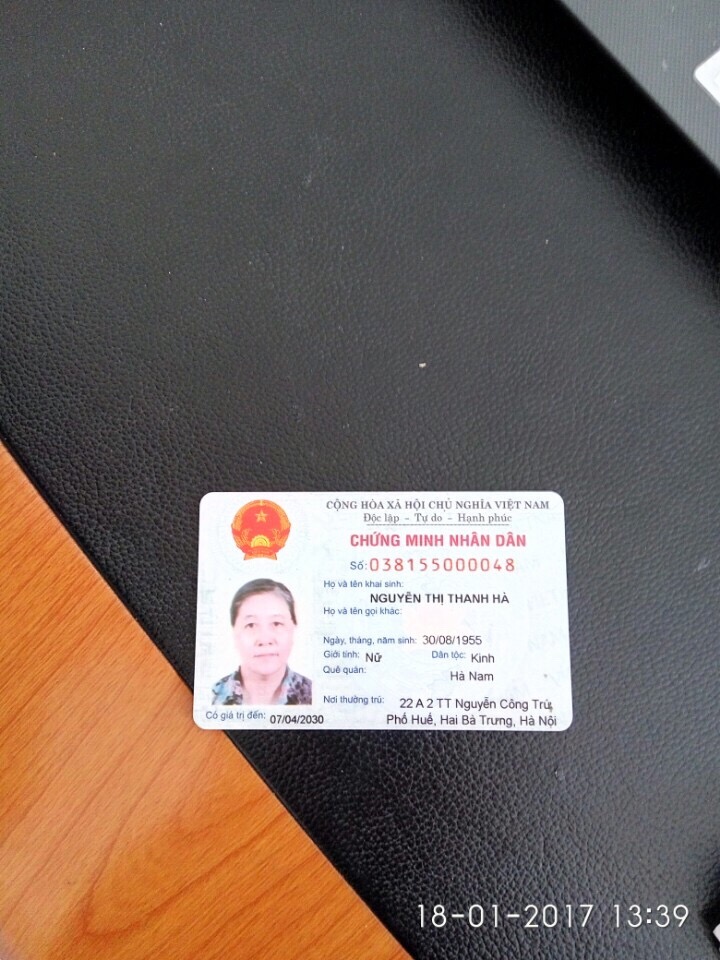 CỘNG HÒA XÃ HỘI CHỦ NGHĨA VIỆT NAM
Độc lập - Tự do - Hạnh phúc
CHỨNG MINH NHÂN DÂN
Số: 038155000048
Họ và tên khai sinh:
NGUYỄN THỊ THANH HÀ
Họ và tên gọi khác:
Ngày, tháng, năm sinh: 30/08/1955
Giới tính: Nữ Dân tộc: Kinh
Quê quán:
Hà Nam
Nơi thường trú: 22 A 2 TT Nguyễn Công Trứ,
Phố Huế, Hai Bà Trưng, Hà Nội
Có giá trị đến: 07/04/2030
18-01-2017 13:39